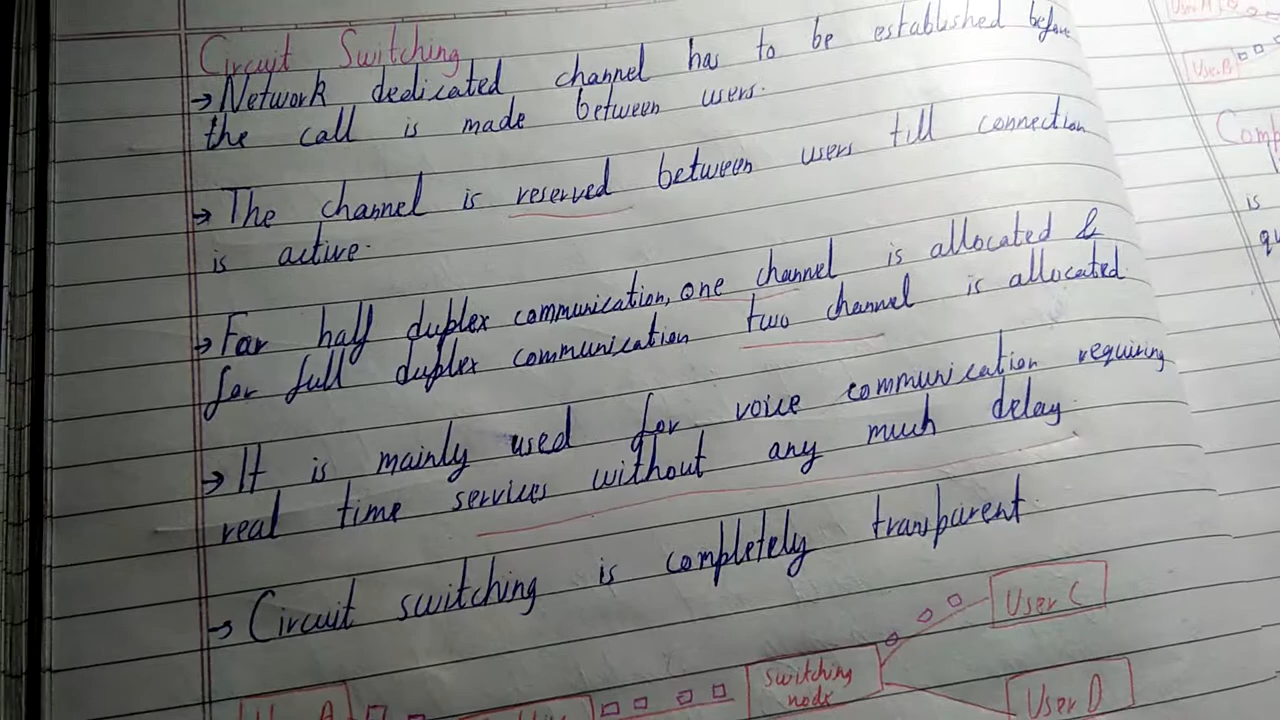 Circuit Switching
→ Network dedicated channel has to be established before
the call is made between users.
→ The channel is reserved between users till connection
is active.
→ For half duplex communication, one channel is allocated &
for full duplex communication two channel is allocated.
→ It is mainly used for voice communication requiring
real time services without any much delay.
→ Circuit switching is completely transparent.
User C
switching
node
User D
User B
Comp
is